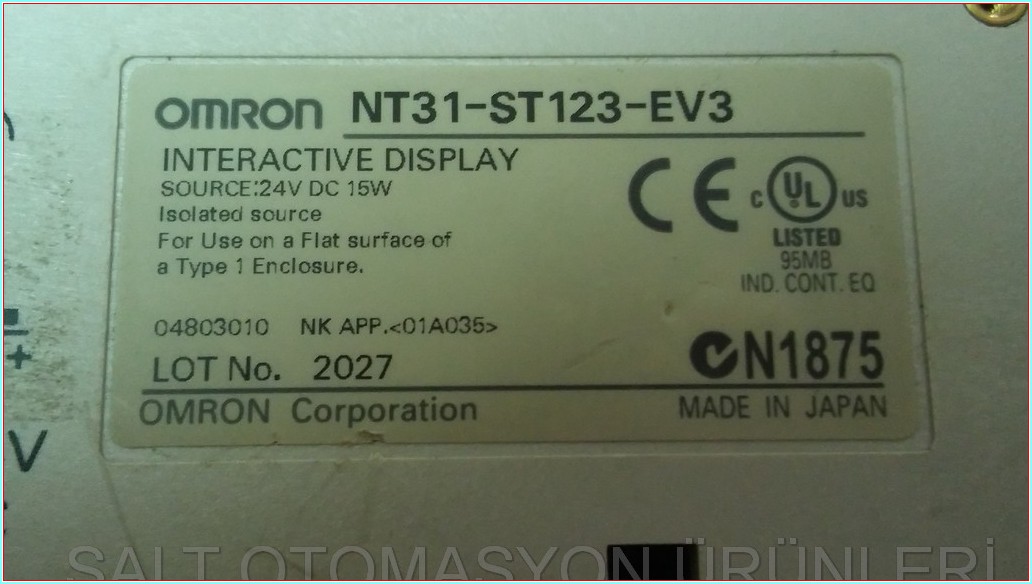 OMRON NT31-ST123-EV3
INTERACTIVE DISPLAY
SOURCE:24V DC 15W
Isolated source
For Use on a Flat surface of
a Type 1 Enclosure.
CE
C UL US
LISTED
95MB
IND. CONT. EQ
04803010 NK APP.<01A035>
LOT No. 2027
N1875
OMRON Corporation
MADE IN JAPAN
+
V
SALT OTOMASYON ÜRÜNLERİ